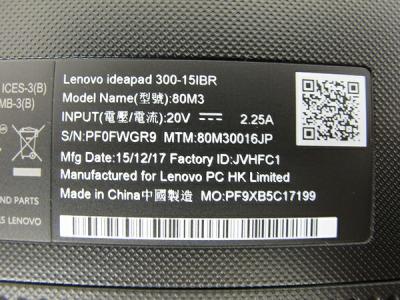 Lenovo ideapad 300-15IBR
Model Name(型號):80M3
INPUT(電壓/電流):20V ⎓ 2.25A
S/N:PF0FWGR9 MTM:80M30016JP
Mfg Date:15/12/17 Factory ID:JVHFC1
Manufactured for Lenovo PC HK Limited
Made in China中國製造 MO:PF9XB5C17199
ICES-3(B)
MB-3(B)
AND PARTS
LENOVO